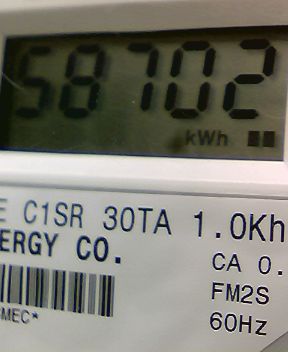 58702
kWh
E C1SR 30TA 1.0Kh
ERGY CO.
CA 0.
FM2S
MEC*
60Hz